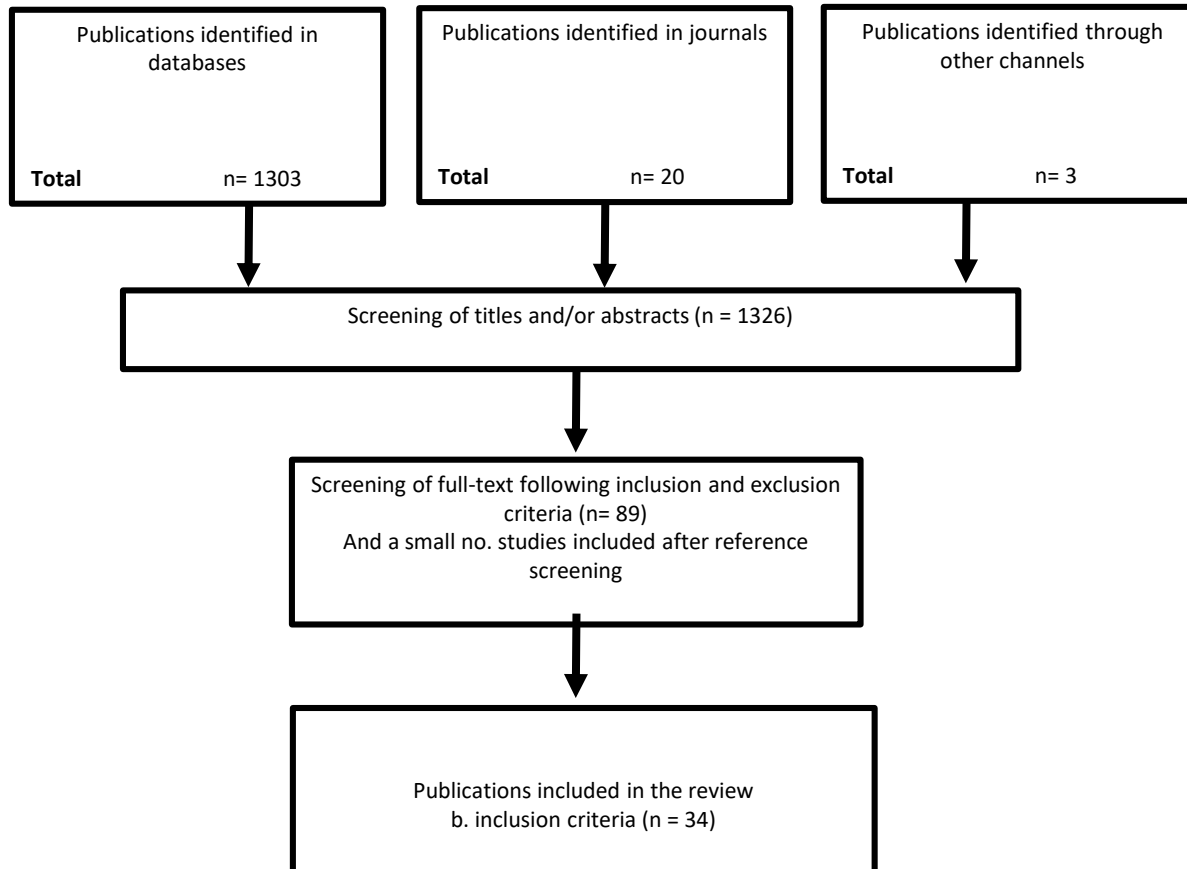 Publications identified in
databases
Total n= 1303
Publications identified in journals
Total n= 20
Publications identified through
other channels
Total n= 3
Screening of titles and/or abstracts (n = 1326)
Screening of full-text following inclusion and exclusion
criteria (n= 89)
And a small no. studies included after reference
screening
Publications included in the review
b. inclusion criteria (n = 34)